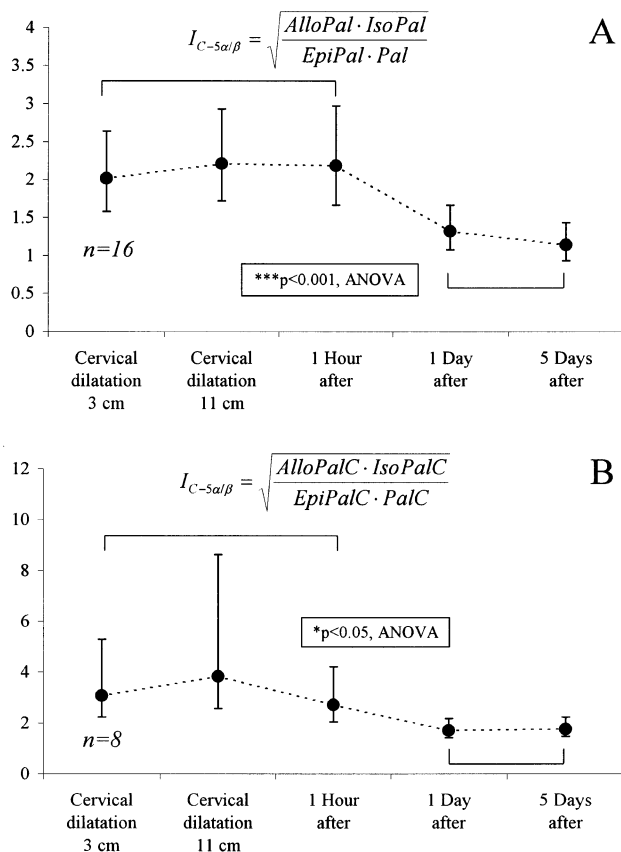 I_{C-5α/β} = √(AlloPal · IsoPal / EpiPal · Pal)
A
4
3.5
3
2.5
2
1.5
1
0.5
0
n=16
***p<0.001, ANOVA
Cervical dilatation 3 cm
Cervical dilatation 11 cm
1 Hour after
1 Day after
5 Days after
I_{C-5α/β} = √(AlloPalC · IsoPalC / EpiPalC · PalC)
B
12
10
8
6
4
2
0
*p<0.05, ANOVA
n=8
Cervical dilatation 3 cm
Cervical dilatation 11 cm
1 Hour after
1 Day after
5 Days after